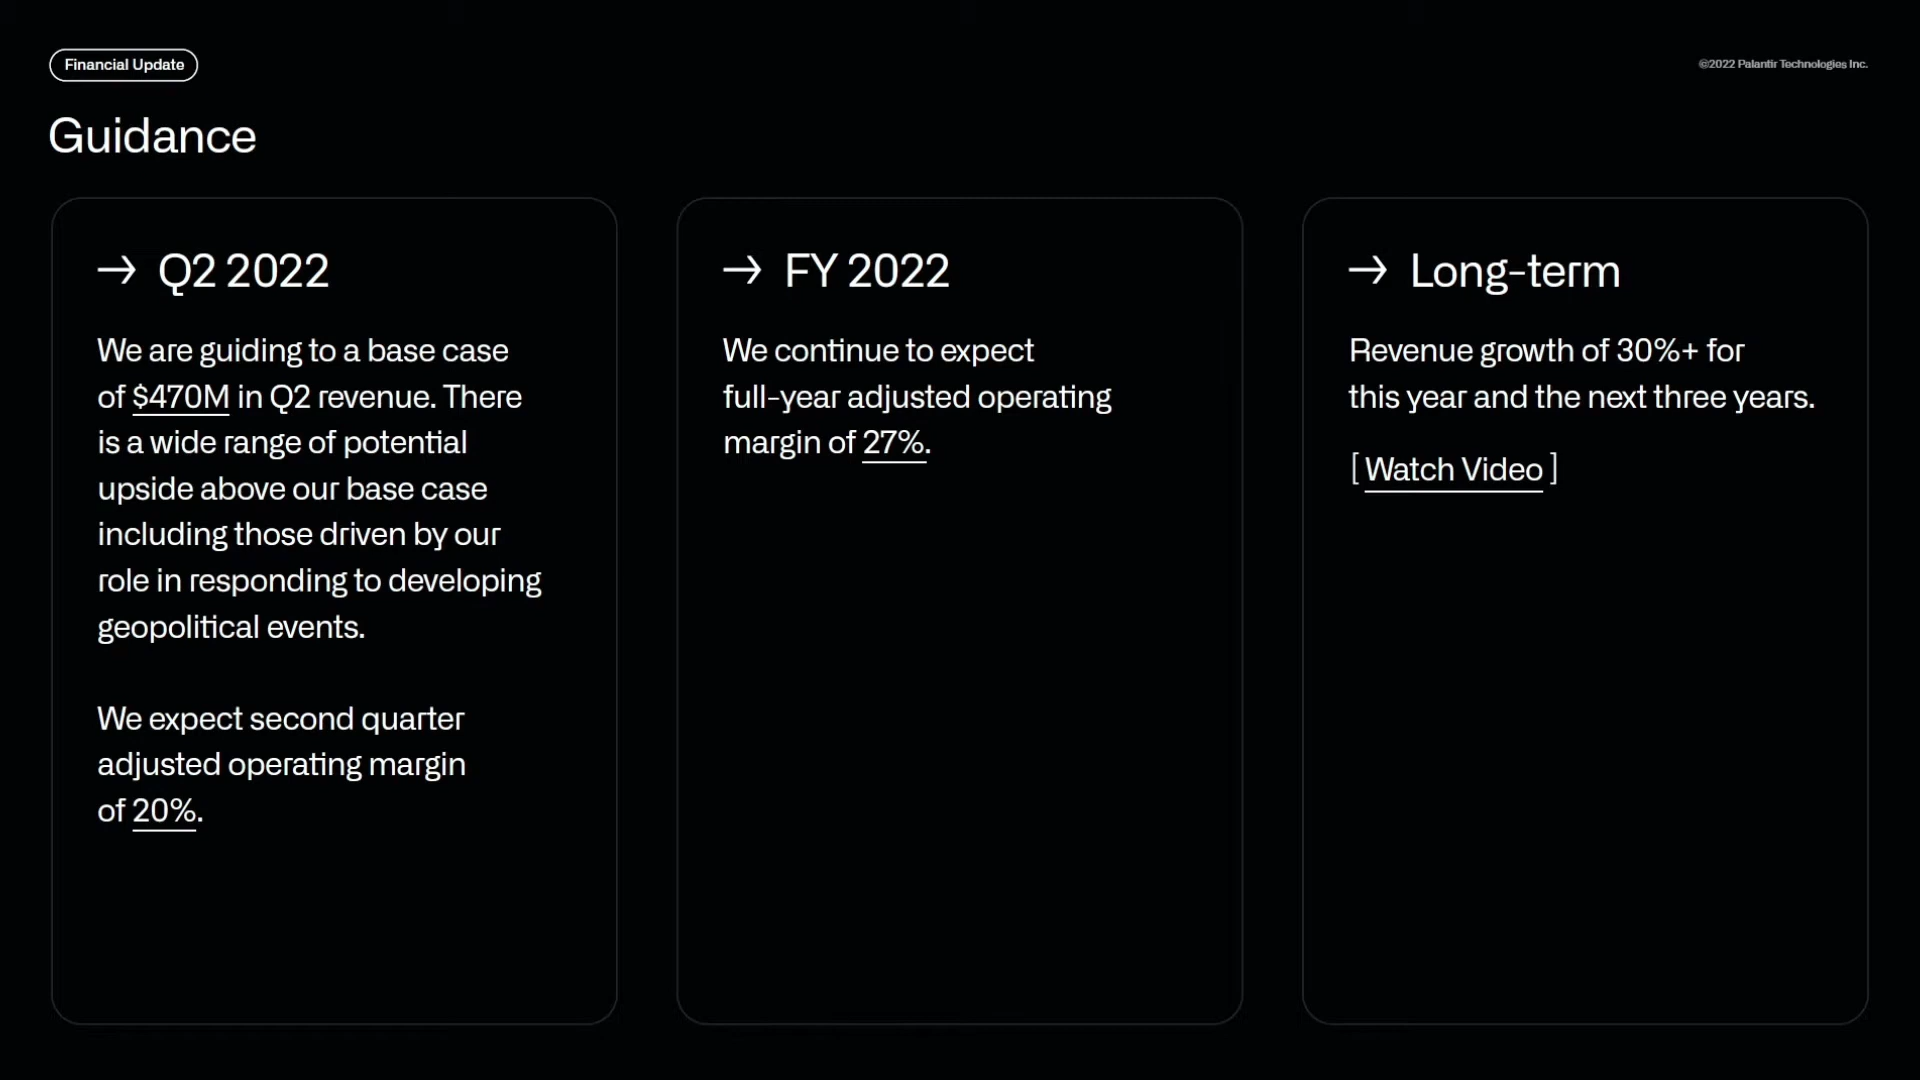 Financial Update
©2022 Palantir Technologies Inc.
Guidance
→ Q2 2022
We are guiding to a base case
of $470M in Q2 revenue. There
is a wide range of potential
upside above our base case
including those driven by our
role in responding to developing
geopolitical events.
We expect second quarter
adjusted operating margin
of 20%.
→ FY 2022
We continue to expect
full-year adjusted operating
margin of 27%.
→ Long-term
Revenue growth of 30%+ for
this year and the next three years.
[ Watch Video ]